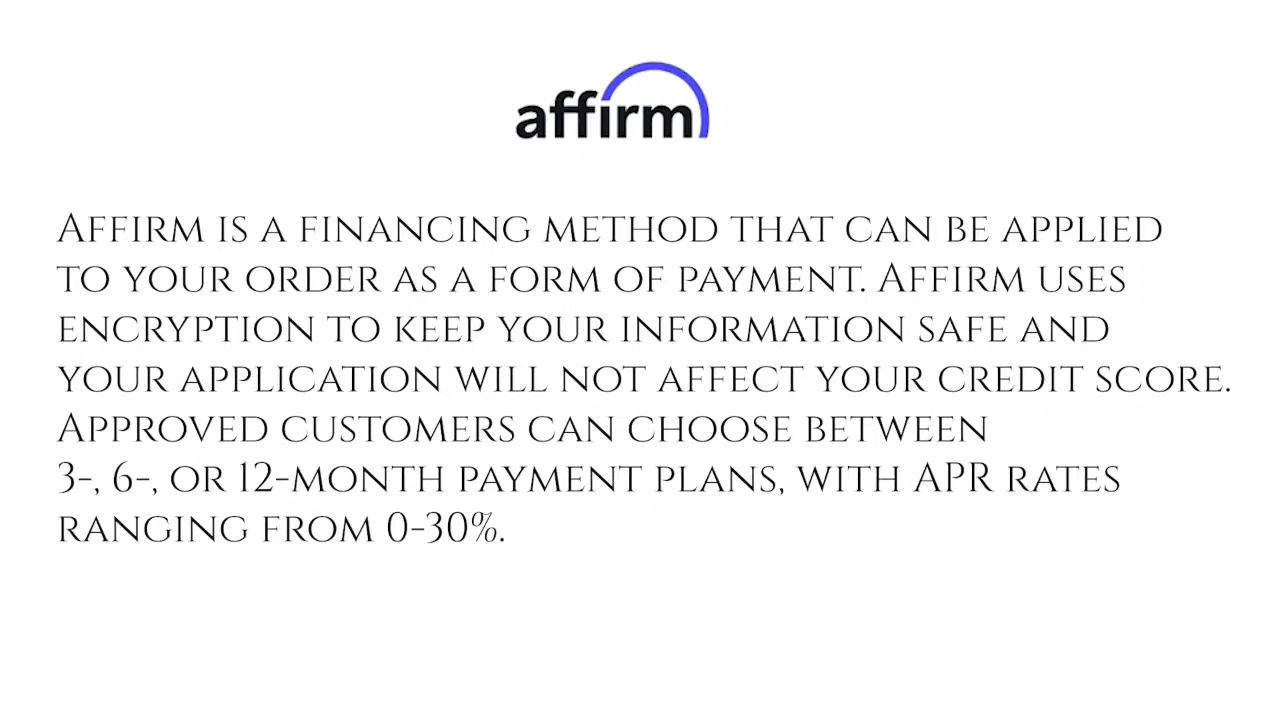 affirm
Affirm is a financing method that can be applied
to your order as a form of payment. Affirm uses
encryption to keep your information safe and
your application will not affect your credit score.
Approved customers can choose between
3-, 6-, or 12-month payment plans, with APR rates
ranging from 0-30%.